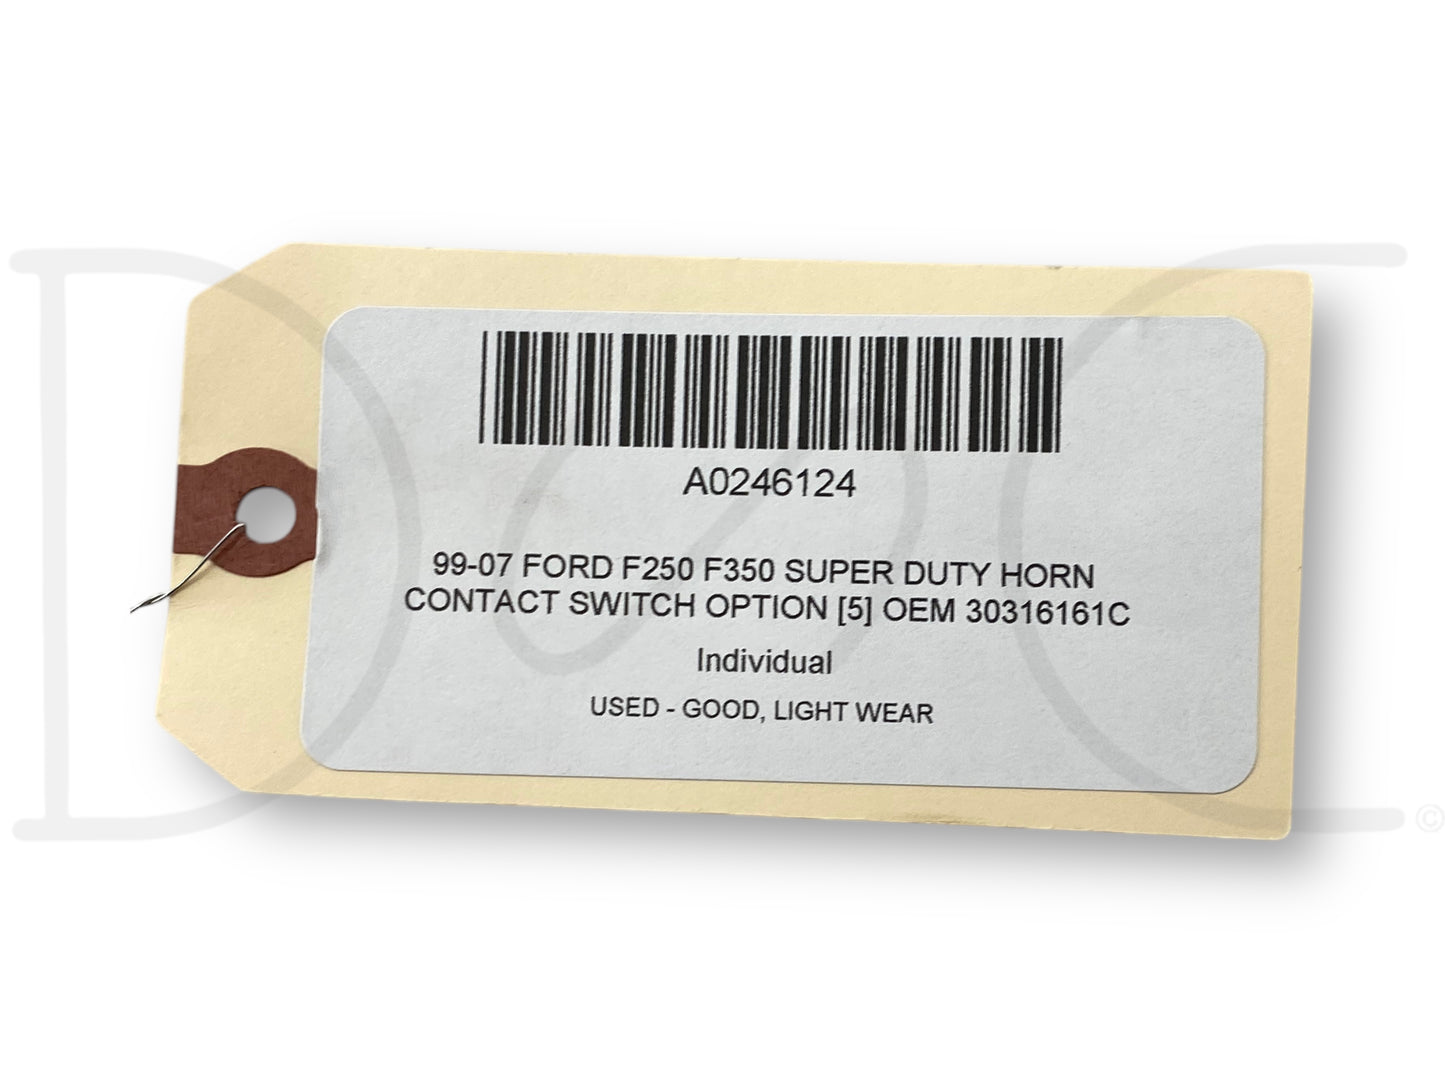 A0246124
99-07 FORD F250 F350 SUPER DUTY HORN
CONTACT SWITCH OPTION [5] OEM 30316161C
Individual
USED - GOOD, LIGHT WEAR
D C
©